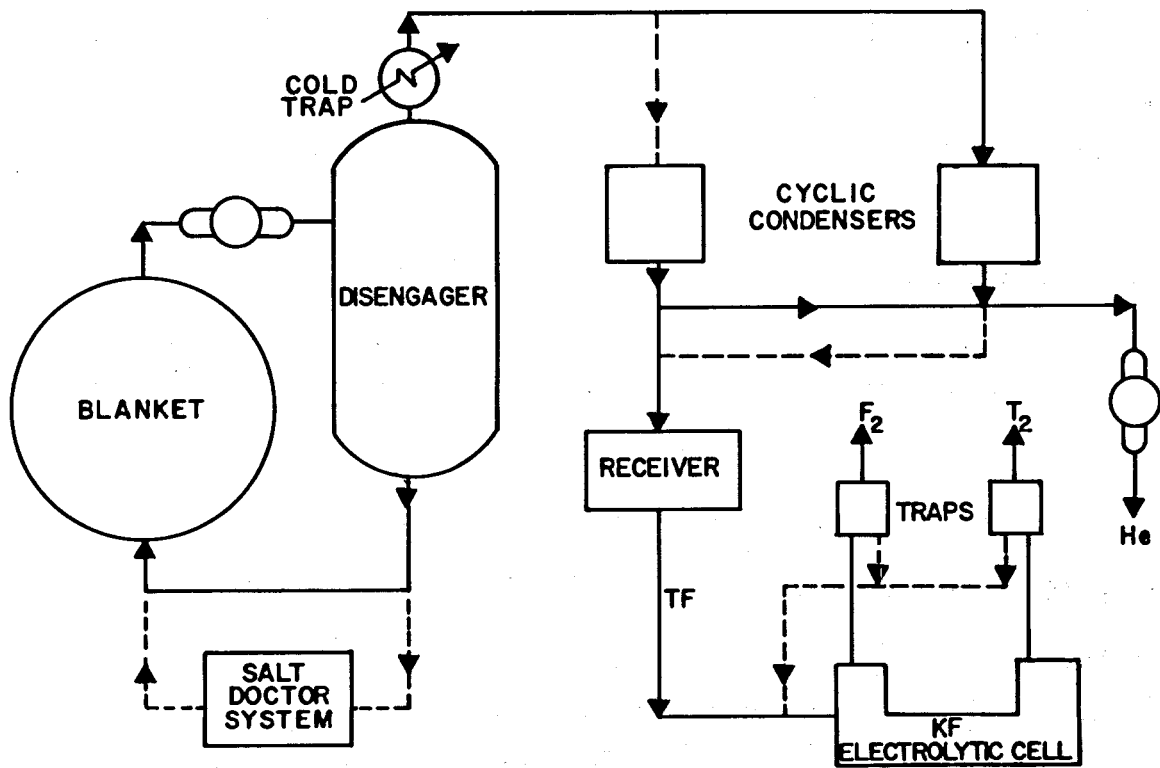 COLD
TRAP
CYCLIC
CONDENSERS
DISENGAGER
BLANKET
F2
T2
RECEIVER
TRAPS
He
TF
SALT
DOCTOR
SYSTEM
KF
ELECTROLYTIC CELL